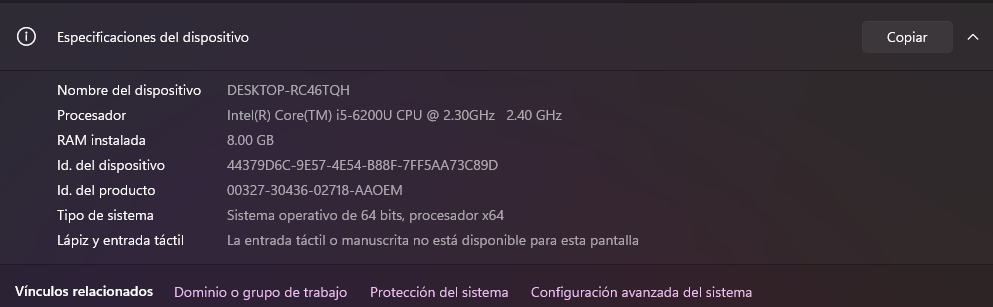 Especificaciones del dispositivo Copiar
Nombre del dispositivo DESKTOP-RC46TQH
Procesador Intel(R) Core(TM) i5-6200U CPU @ 2.30GHz 2.40 GHz
RAM instalada 8.00 GB
Id. del dispositivo 44379D6C-9E57-4E54-B88F-7FF5AA73C89D
Id. del producto 00327-30436-02718-AAOEM
Tipo de sistema Sistema operativo de 64 bits, procesador x64
Lápiz y entrada táctil La entrada táctil o manuscrita no está disponible para esta pantalla
Vínculos relacionados Dominio o grupo de trabajo Protección del sistema Configuración avanzada del sistema